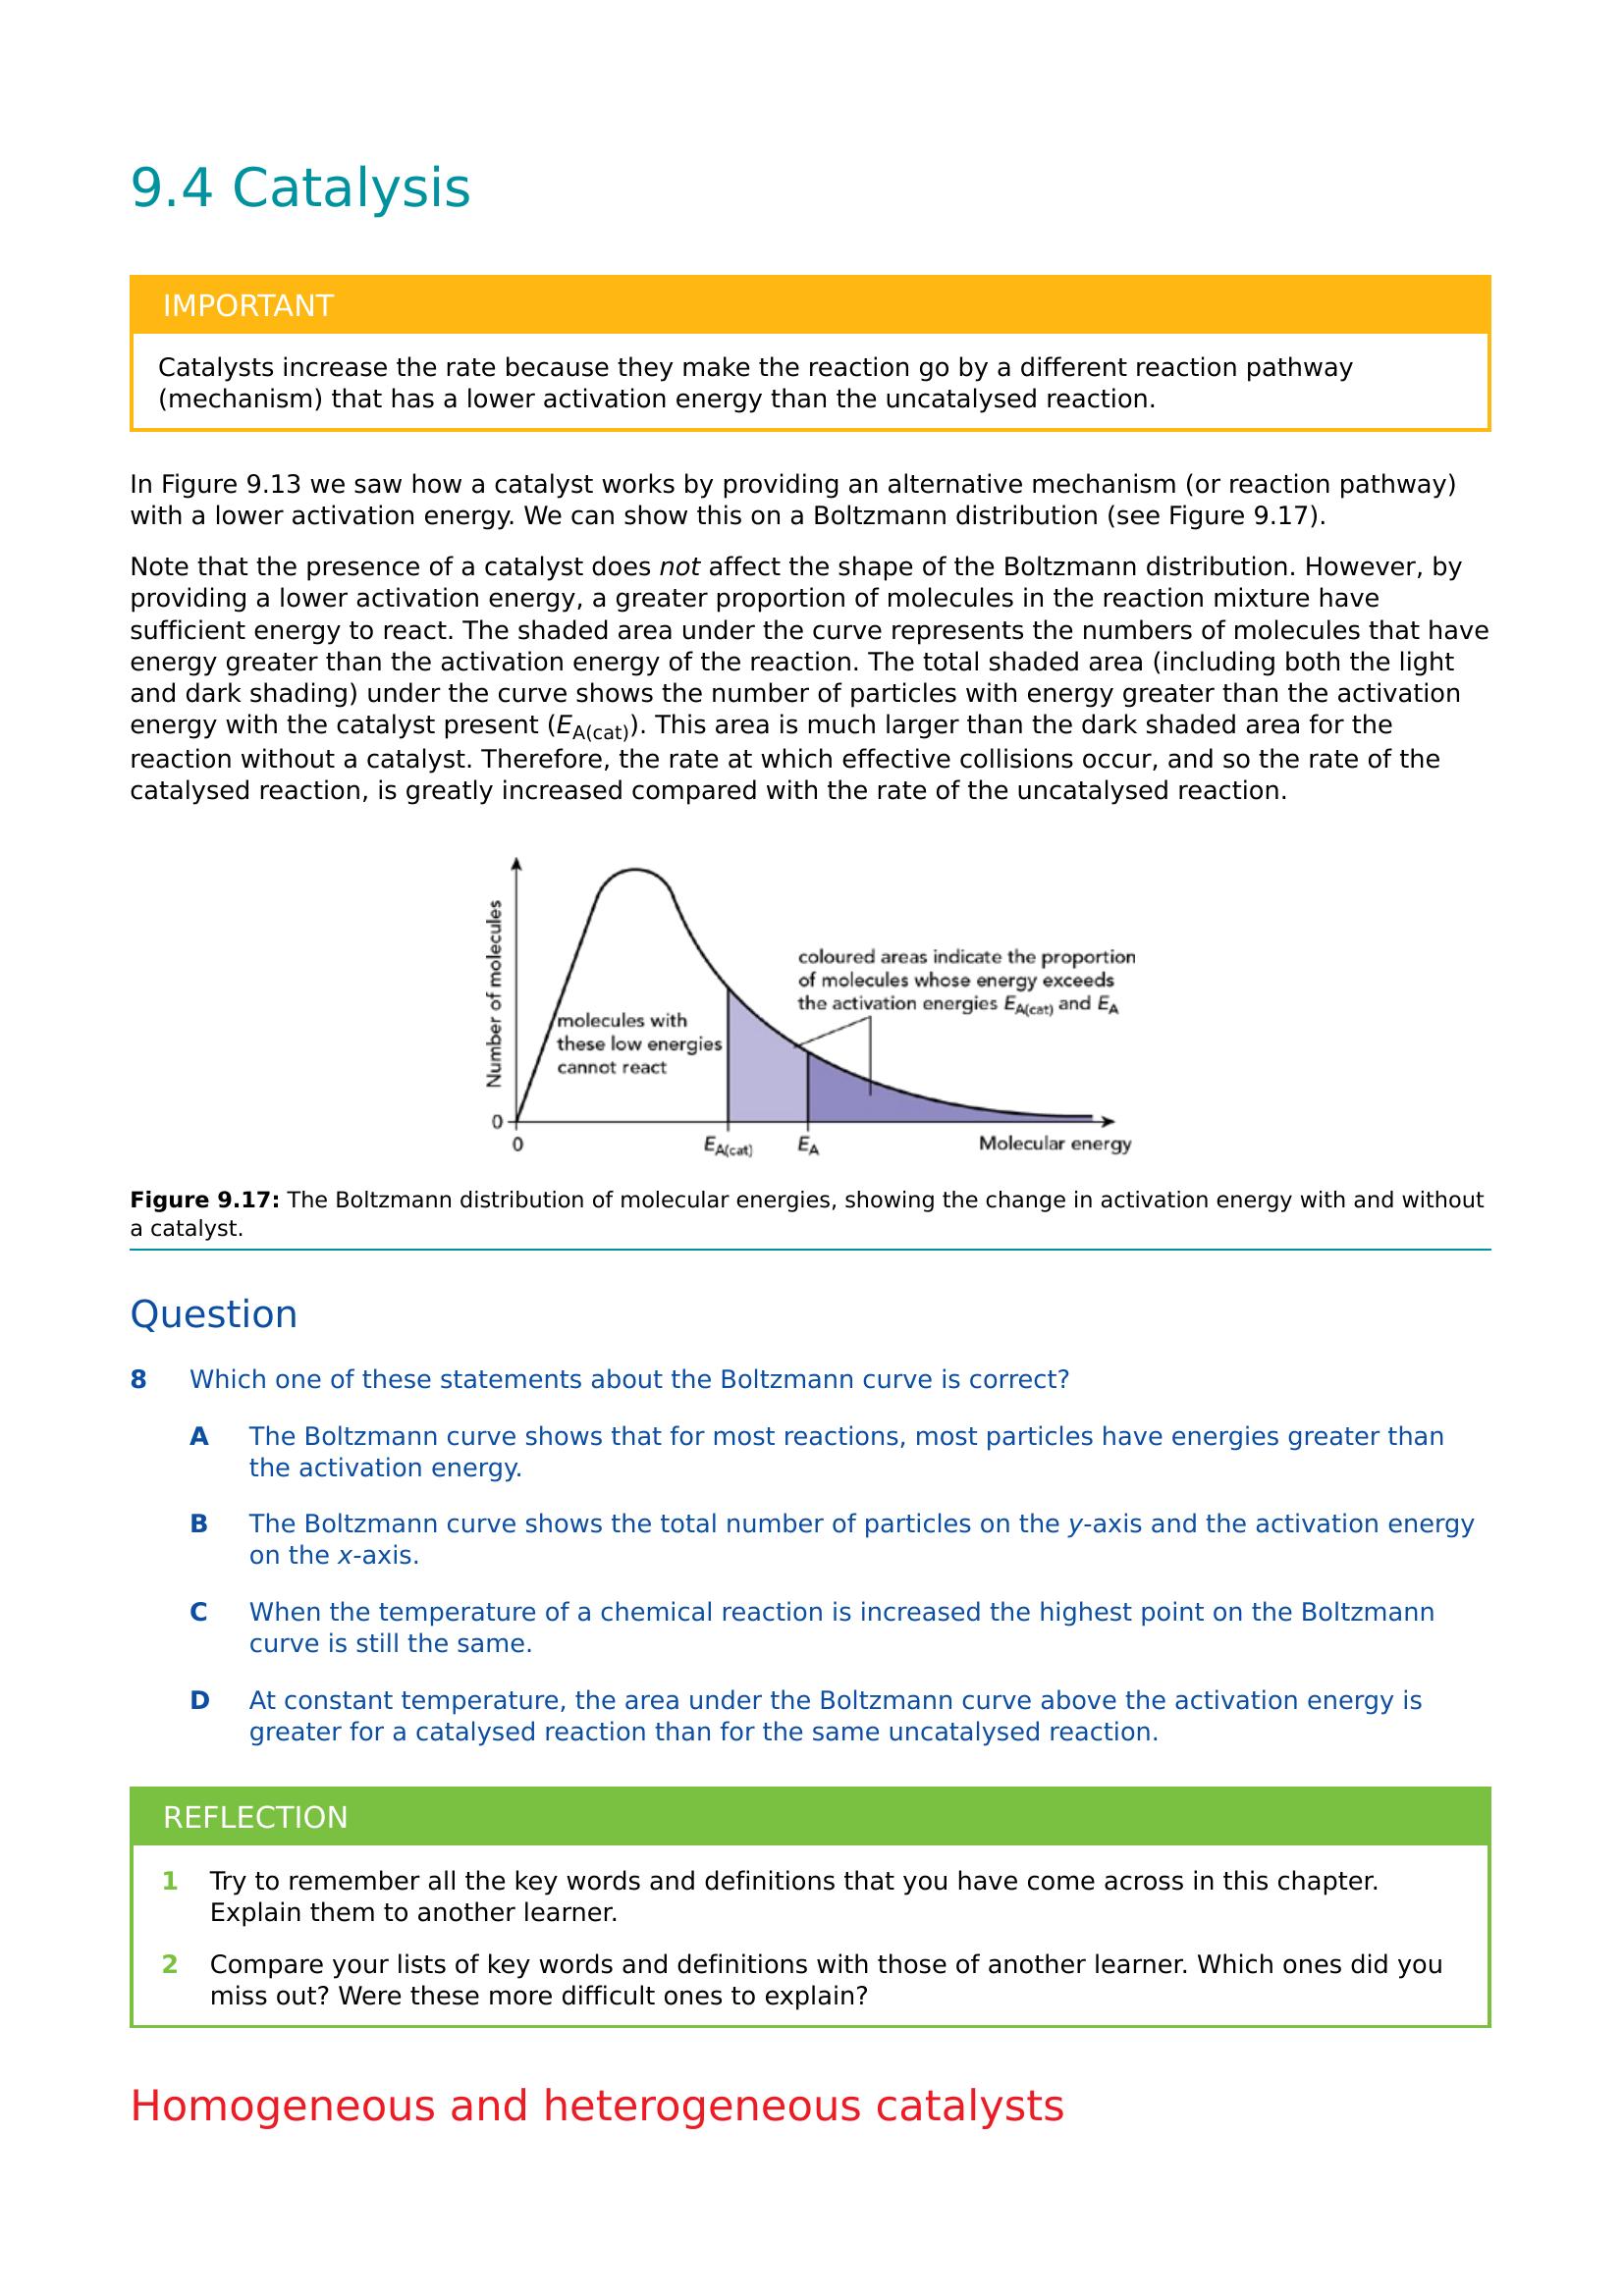 9.4 Catalysis
IMPORTANT
Catalysts increase the rate because they make the reaction go by a different reaction pathway
(mechanism) that has a lower activation energy than the uncatalysed reaction.
In Figure 9.13 we saw how a catalyst works by providing an alternative mechanism (or reaction pathway)
with a lower activation energy. We can show this on a Boltzmann distribution (see Figure 9.17).
Note that the presence of a catalyst does not affect the shape of the Boltzmann distribution. However, by
providing a lower activation energy, a greater proportion of molecules in the reaction mixture have
sufficient energy to react. The shaded area under the curve represents the numbers of molecules that have
energy greater than the activation energy of the reaction. The total shaded area (including both the light
and dark shading) under the curve shows the number of particles with energy greater than the activation
energy with the catalyst present (EA(cat)). This area is much larger than the dark shaded area for the
reaction without a catalyst. Therefore, the rate at which effective collisions occur, and so the rate of the
catalysed reaction, is greatly increased compared with the rate of the uncatalysed reaction.
Number of molecules
coloured areas indicate the proportion
of molecules whose energy exceeds
the activation energies EA(cat) and EA
molecules with
these low energies
cannot react
0
0 EA(cat) EA Molecular energy
Figure 9.17: The Boltzmann distribution of molecular energies, showing the change in activation energy with and without
a catalyst.
Question
8 Which one of these statements about the Boltzmann curve is correct?
A The Boltzmann curve shows that for most reactions, most particles have energies greater than
the activation energy.
B The Boltzmann curve shows the total number of particles on the y-axis and the activation energy
on the x-axis.
C When the temperature of a chemical reaction is increased the highest point on the Boltzmann
curve is still the same.
D At constant temperature, the area under the Boltzmann curve above the activation energy is
greater for a catalysed reaction than for the same uncatalysed reaction.
REFLECTION
1 Try to remember all the key words and definitions that you have come across in this chapter.
Explain them to another learner.
2 Compare your lists of key words and definitions with those of another learner. Which ones did you
miss out? Were these more difficult ones to explain?
Homogeneous and heterogeneous catalysts